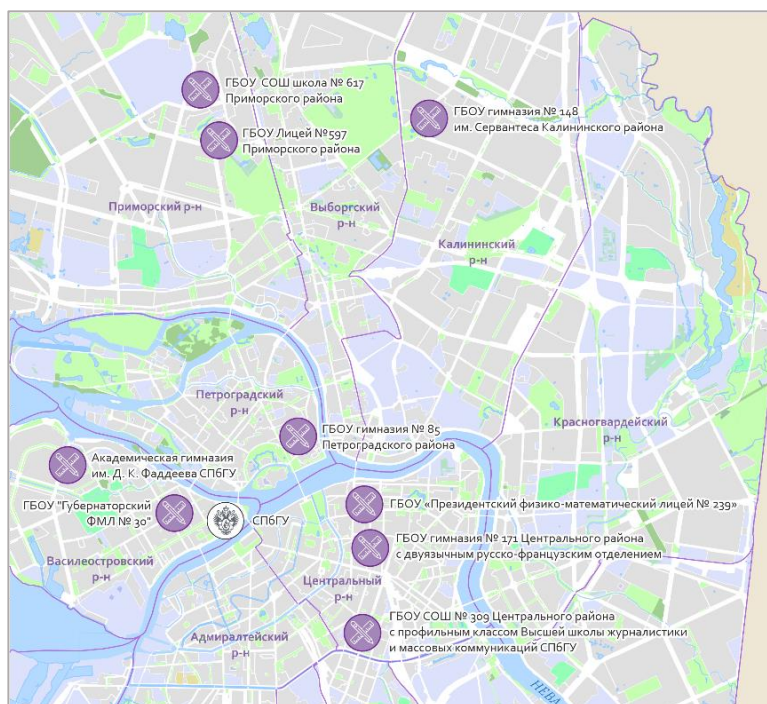 ГБОУ СОШ школа № 617
Приморского района
ГБОУ гимназия № 148
им. Сервантеса Калининского района
ГБОУ Лицей №597
Приморского района
Приморский р-н
Выборгский
р-н
Калининский
р-н
Петроградский
р-н
Красногвардейский
р-н
ГБОУ гимназия № 85
Петроградского района
Академическая гимназия
им. Д. К. Фаддеева СПбГУ
ГБОУ "Губернаторский
ФМЛ № 30"
СПбГУ
ГБОУ «Президентский физико-математический лицей № 239»
ГБОУ гимназия № 171 Центрального района
с двуязычным русско-французским отделением
Василеостровский
р-н
Центральный
р-н
ГБОУ СОШ № 309 Центрального района
с профильным классом Высшей школы журналистики
и массовых коммуникаций СПбГУ
Адмиралтейский
р-н
НЕВА